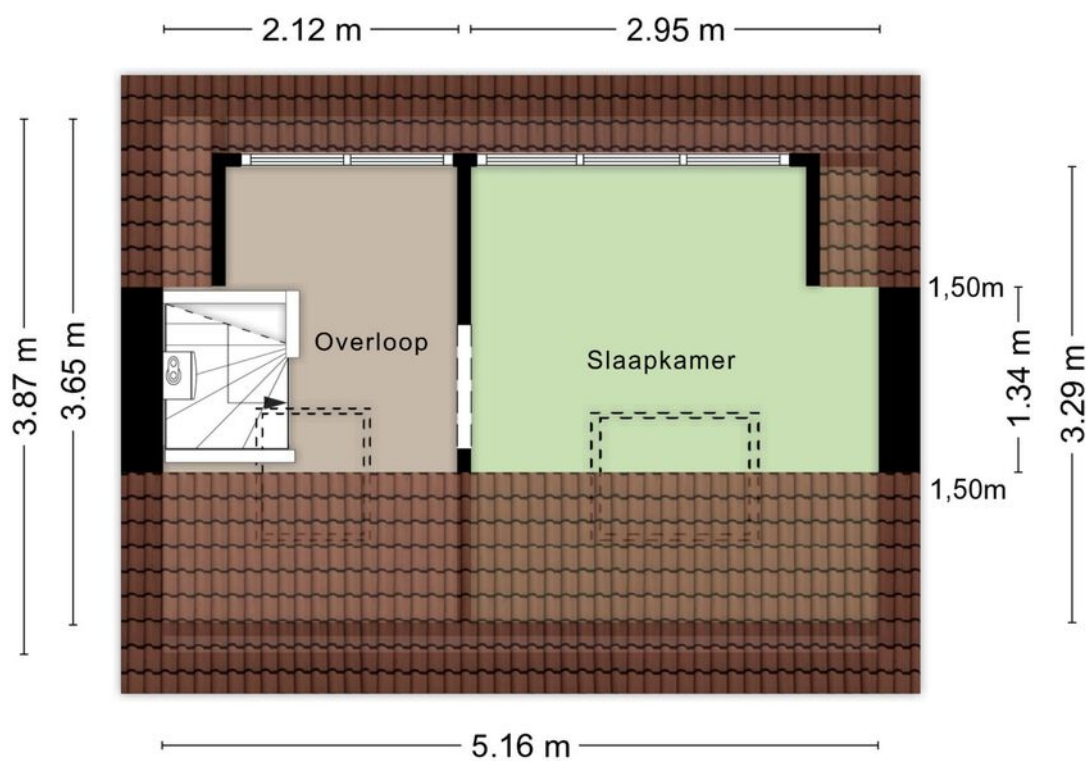 2.12 m
2.95 m
3.87 m
3.65 m
Overloop
Slaapkamer
1,50m
1.34 m
3.29 m
1,50m
5.16 m